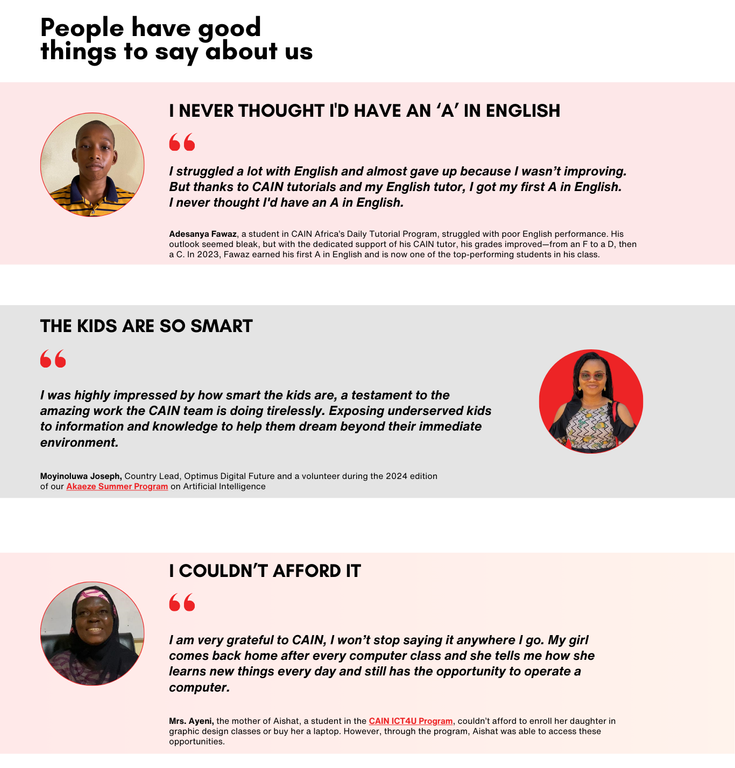 People have good
things to say about us
I NEVER THOUGHT I'D HAVE AN ‘A’ IN ENGLISH
I struggled a lot with English and almost gave up because I wasn’t improving.
But thanks to CAIN tutorials and my English tutor, I got my first A in English.
I never thought I'd have an A in English.
Adesanya Fawaz, a student in CAIN Africa's Daily Tutorial Program, struggled with poor English performance. His
outlook seemed bleak, but with the dedicated support of his CAIN tutor, his grades improved—from an F to a D, then
a C. In 2023, Fawaz earned his first A in English and is now one of the top-performing students in his class.
THE KIDS ARE SO SMART
I was highly impressed by how smart the kids are, a testament to the
amazing work the CAIN team is doing tirelessly. Exposing underserved kids
to information and knowledge to help them dream beyond their immediate
environment.
Moyinoluwa Joseph, Country Lead, Optimus Digital Future and a volunteer during the 2024 edition
of our Akaeze Summer Program on Artificial Intelligence
I COULDN’T AFFORD IT
I am very grateful to CAIN, I won’t stop saying it anywhere I go. My girl
comes back home after every computer class and she tells me how she
learns new things every day and still has the opportunity to operate a
computer.
Mrs. Ayeni, the mother of Aishat, a student in the CAIN ICT4U Program, couldn’t afford to enroll her daughter in
graphic design classes or buy her a laptop. However, through the program, Aishat was able to access these
opportunities.